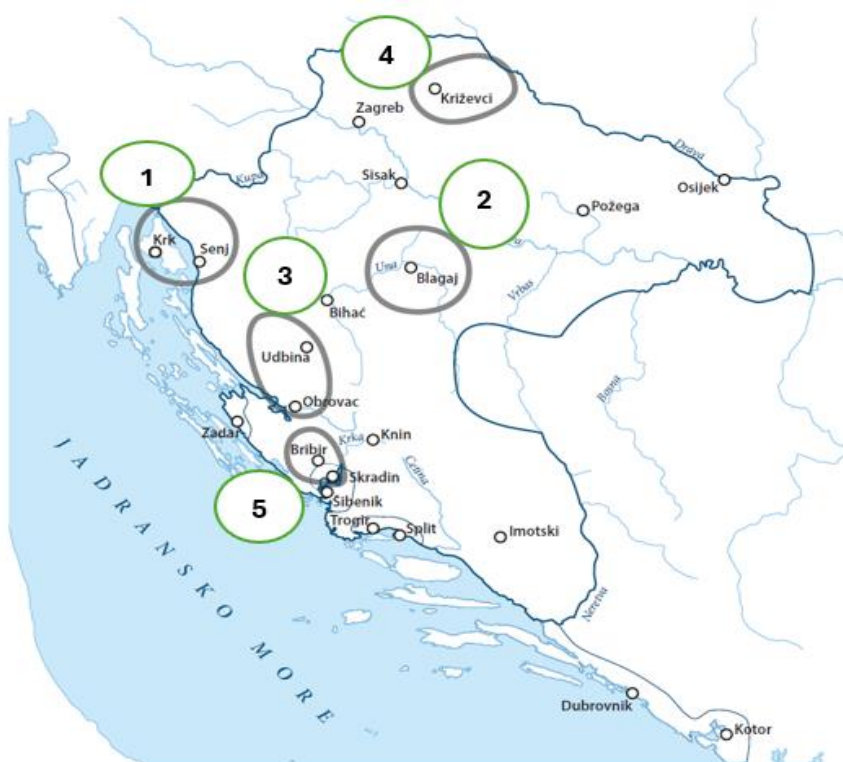 4
Križevci
Zagreb
Drava
1
Kupa
Sisak
2
Osijek
Požega
Krk
Senj
3
Una
Blagaj
Vrbas
Bihać
Udbina
Bosna
Obrovac
Zadar
Krka
Knin
Bribir
Cetina
Skradin
5
Šibenik
Trogir
Split
Imotski
Neretva
JADRANSKO MORE
Dubrovnik
Kotor